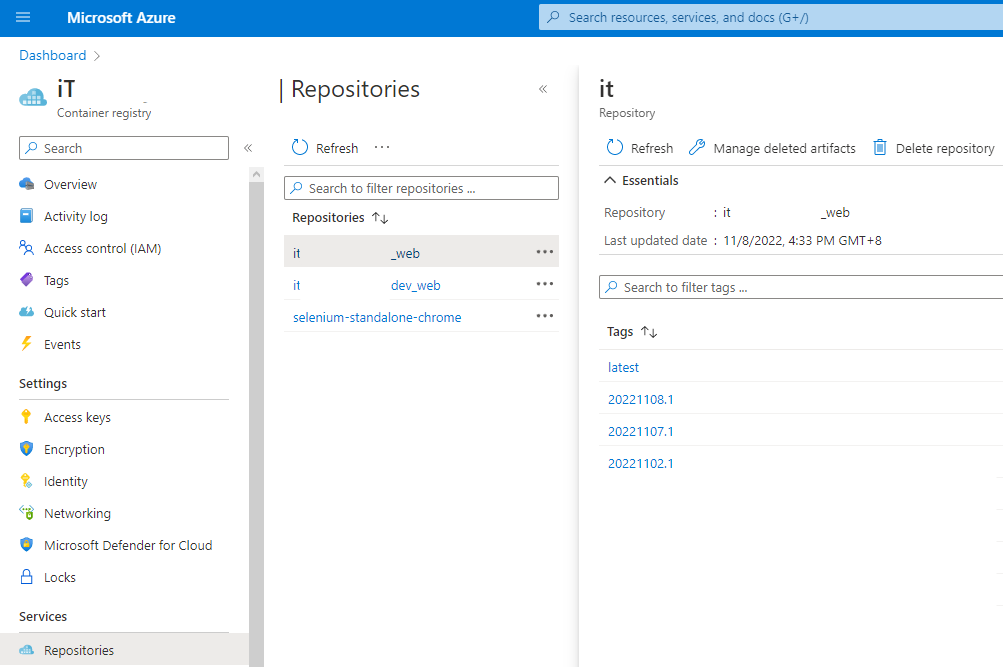 Microsoft Azure
Search resources, services, and docs (G+/)
Dashboard
iT
Container registry
Search
Overview
Activity log
Access control (IAM)
Tags
Quick start
Events
Settings
Access keys
Encryption
Identity
Networking
Microsoft Defender for Cloud
Locks
Services
Repositories
| Repositories
Refresh ...
Search to filter repositories ...
Repositories
it _web
it dev_web
selenium-standalone-chrome
it
Repository
Refresh Manage deleted artifacts Delete repository
Essentials
Repository : it _web
Last updated date : 11/8/2022, 4:33 PM GMT+8
Search to filter tags ...
Tags
latest
20221108.1
20221107.1
20221102.1